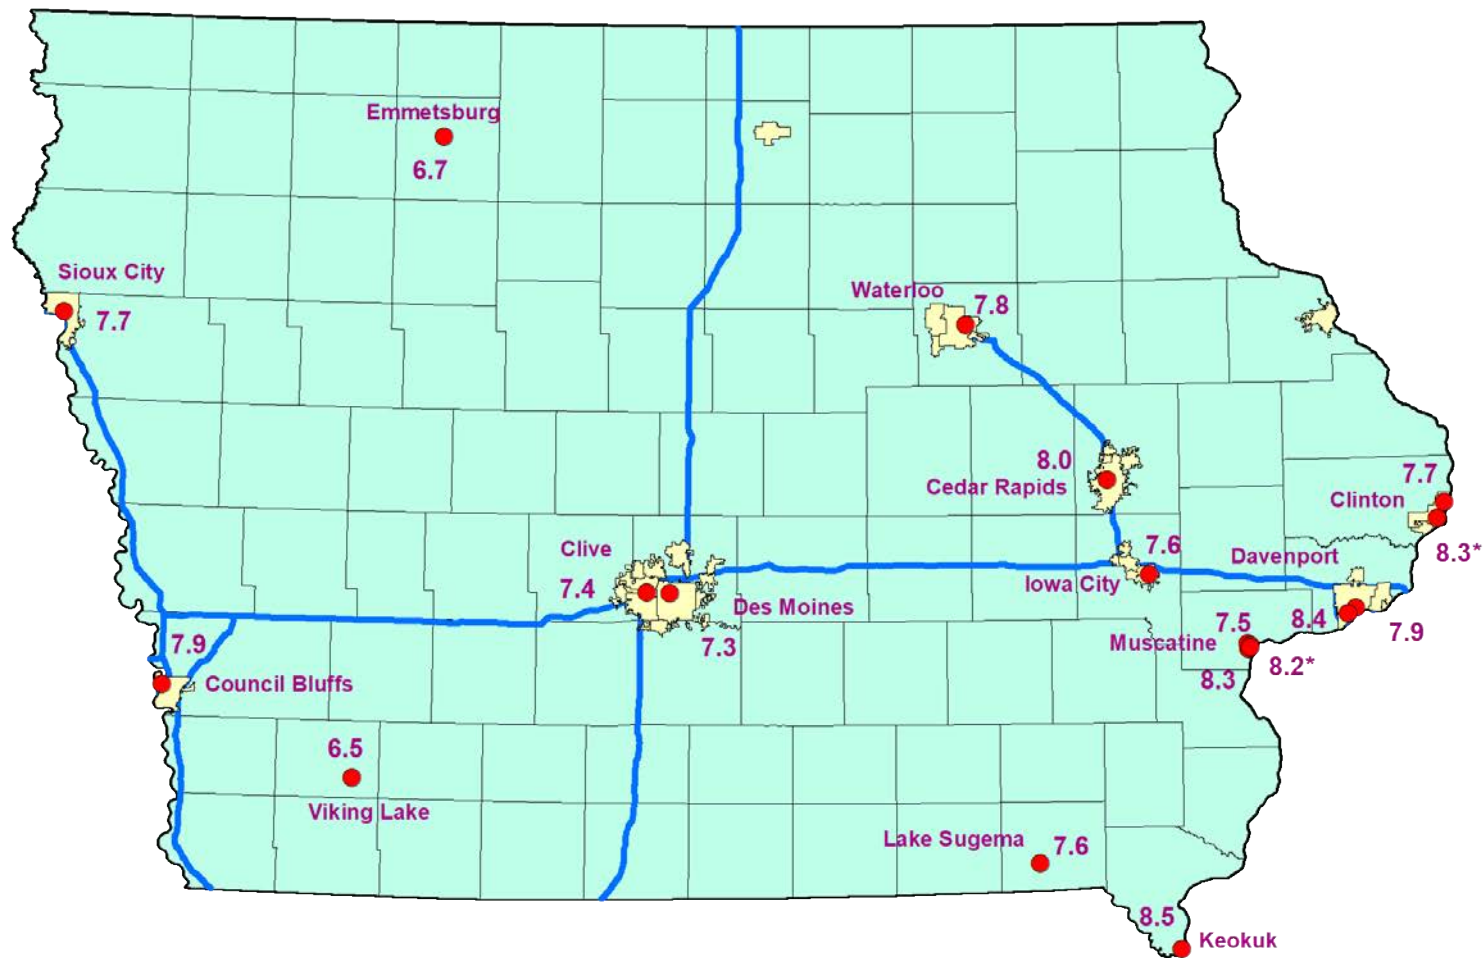 Emmetsburg
6.7
Sioux City
7.7
Waterloo
7.8
8.0
Cedar Rapids
7.7
Clinton
8.3*
Clive
7.4
Des Moines
7.3
7.6
Iowa City
Davenport
8.4
7.9
7.5
Muscatine
8.2*
8.3
7.9
Council Bluffs
6.5
Viking Lake
Lake Sugema
7.6
8.5
Keokuk